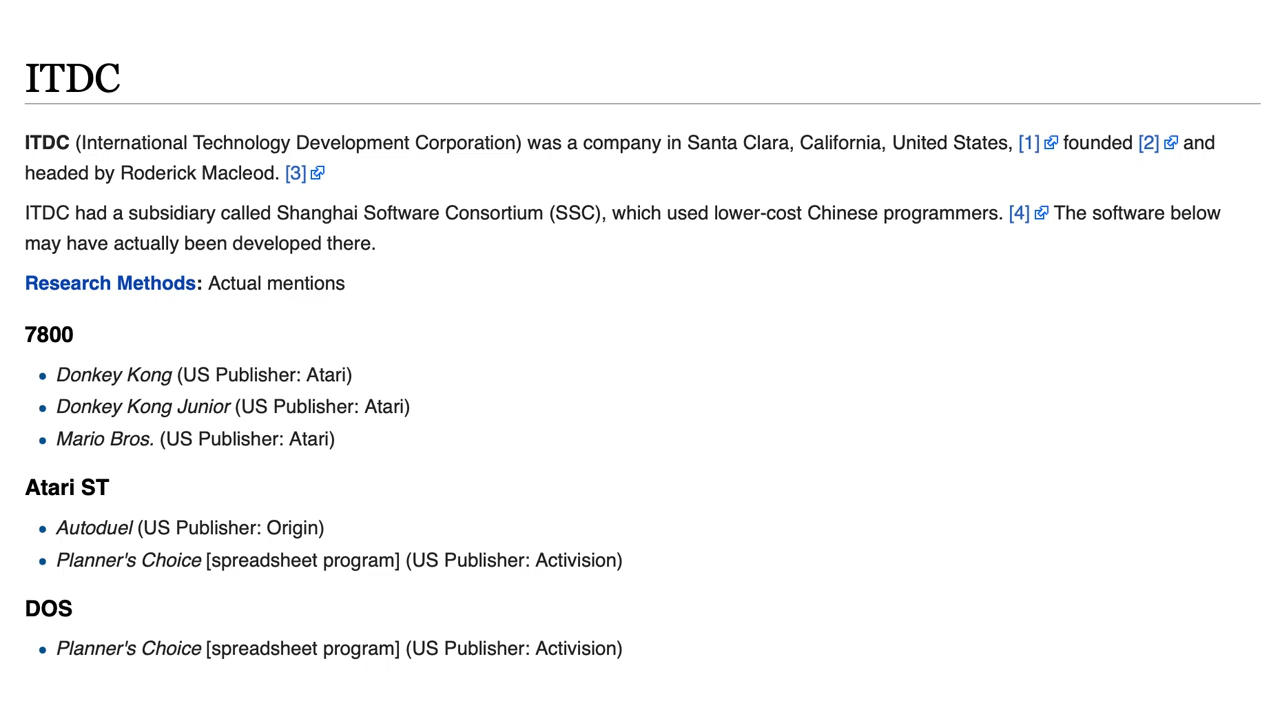 ITDC
ITDC (International Technology Development Corporation) was a company in Santa Clara, California, United States, [1] founded [2] and
headed by Roderick Macleod. [3]
ITDC had a subsidiary called Shanghai Software Consortium (SSC), which used lower-cost Chinese programmers. [4] The software below
may have actually been developed there.
Research Methods: Actual mentions
7800
• Donkey Kong (US Publisher: Atari)
• Donkey Kong Junior (US Publisher: Atari)
• Mario Bros. (US Publisher: Atari)
Atari ST
• Autoduel (US Publisher: Origin)
• Planner's Choice [spreadsheet program] (US Publisher: Activision)
DOS
• Planner's Choice [spreadsheet program] (US Publisher: Activision)